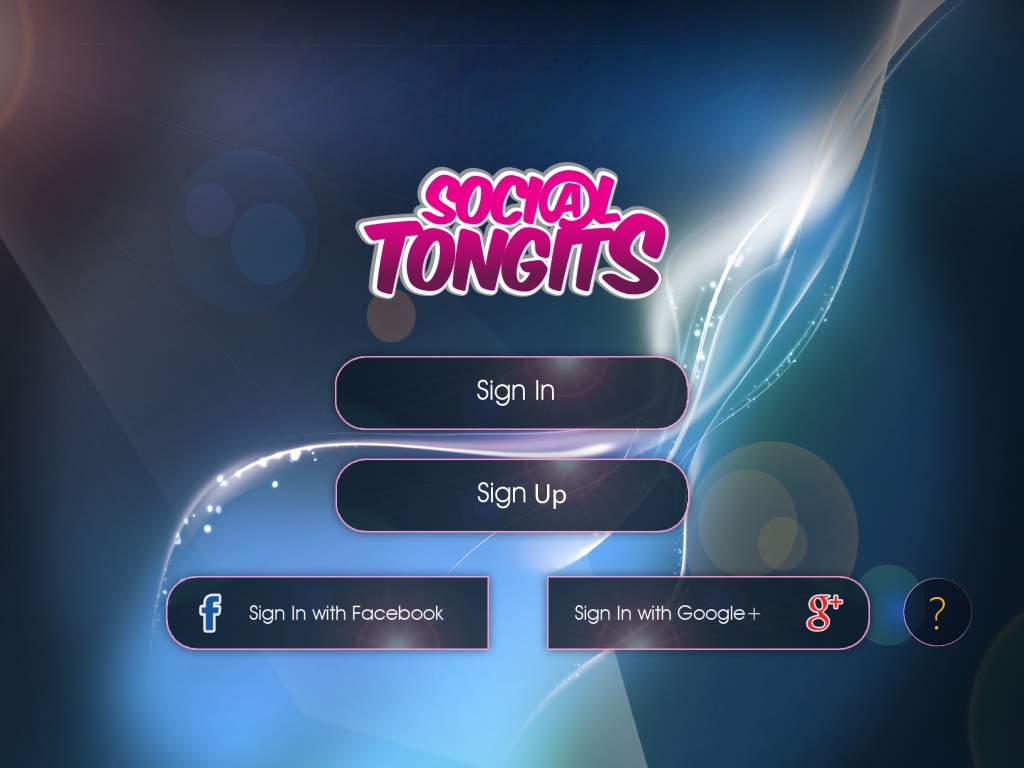 SOCI@L
TONGITS
Sign In
Sign Up
Sign In with Facebook
Sign In with Google+
f
g+
?